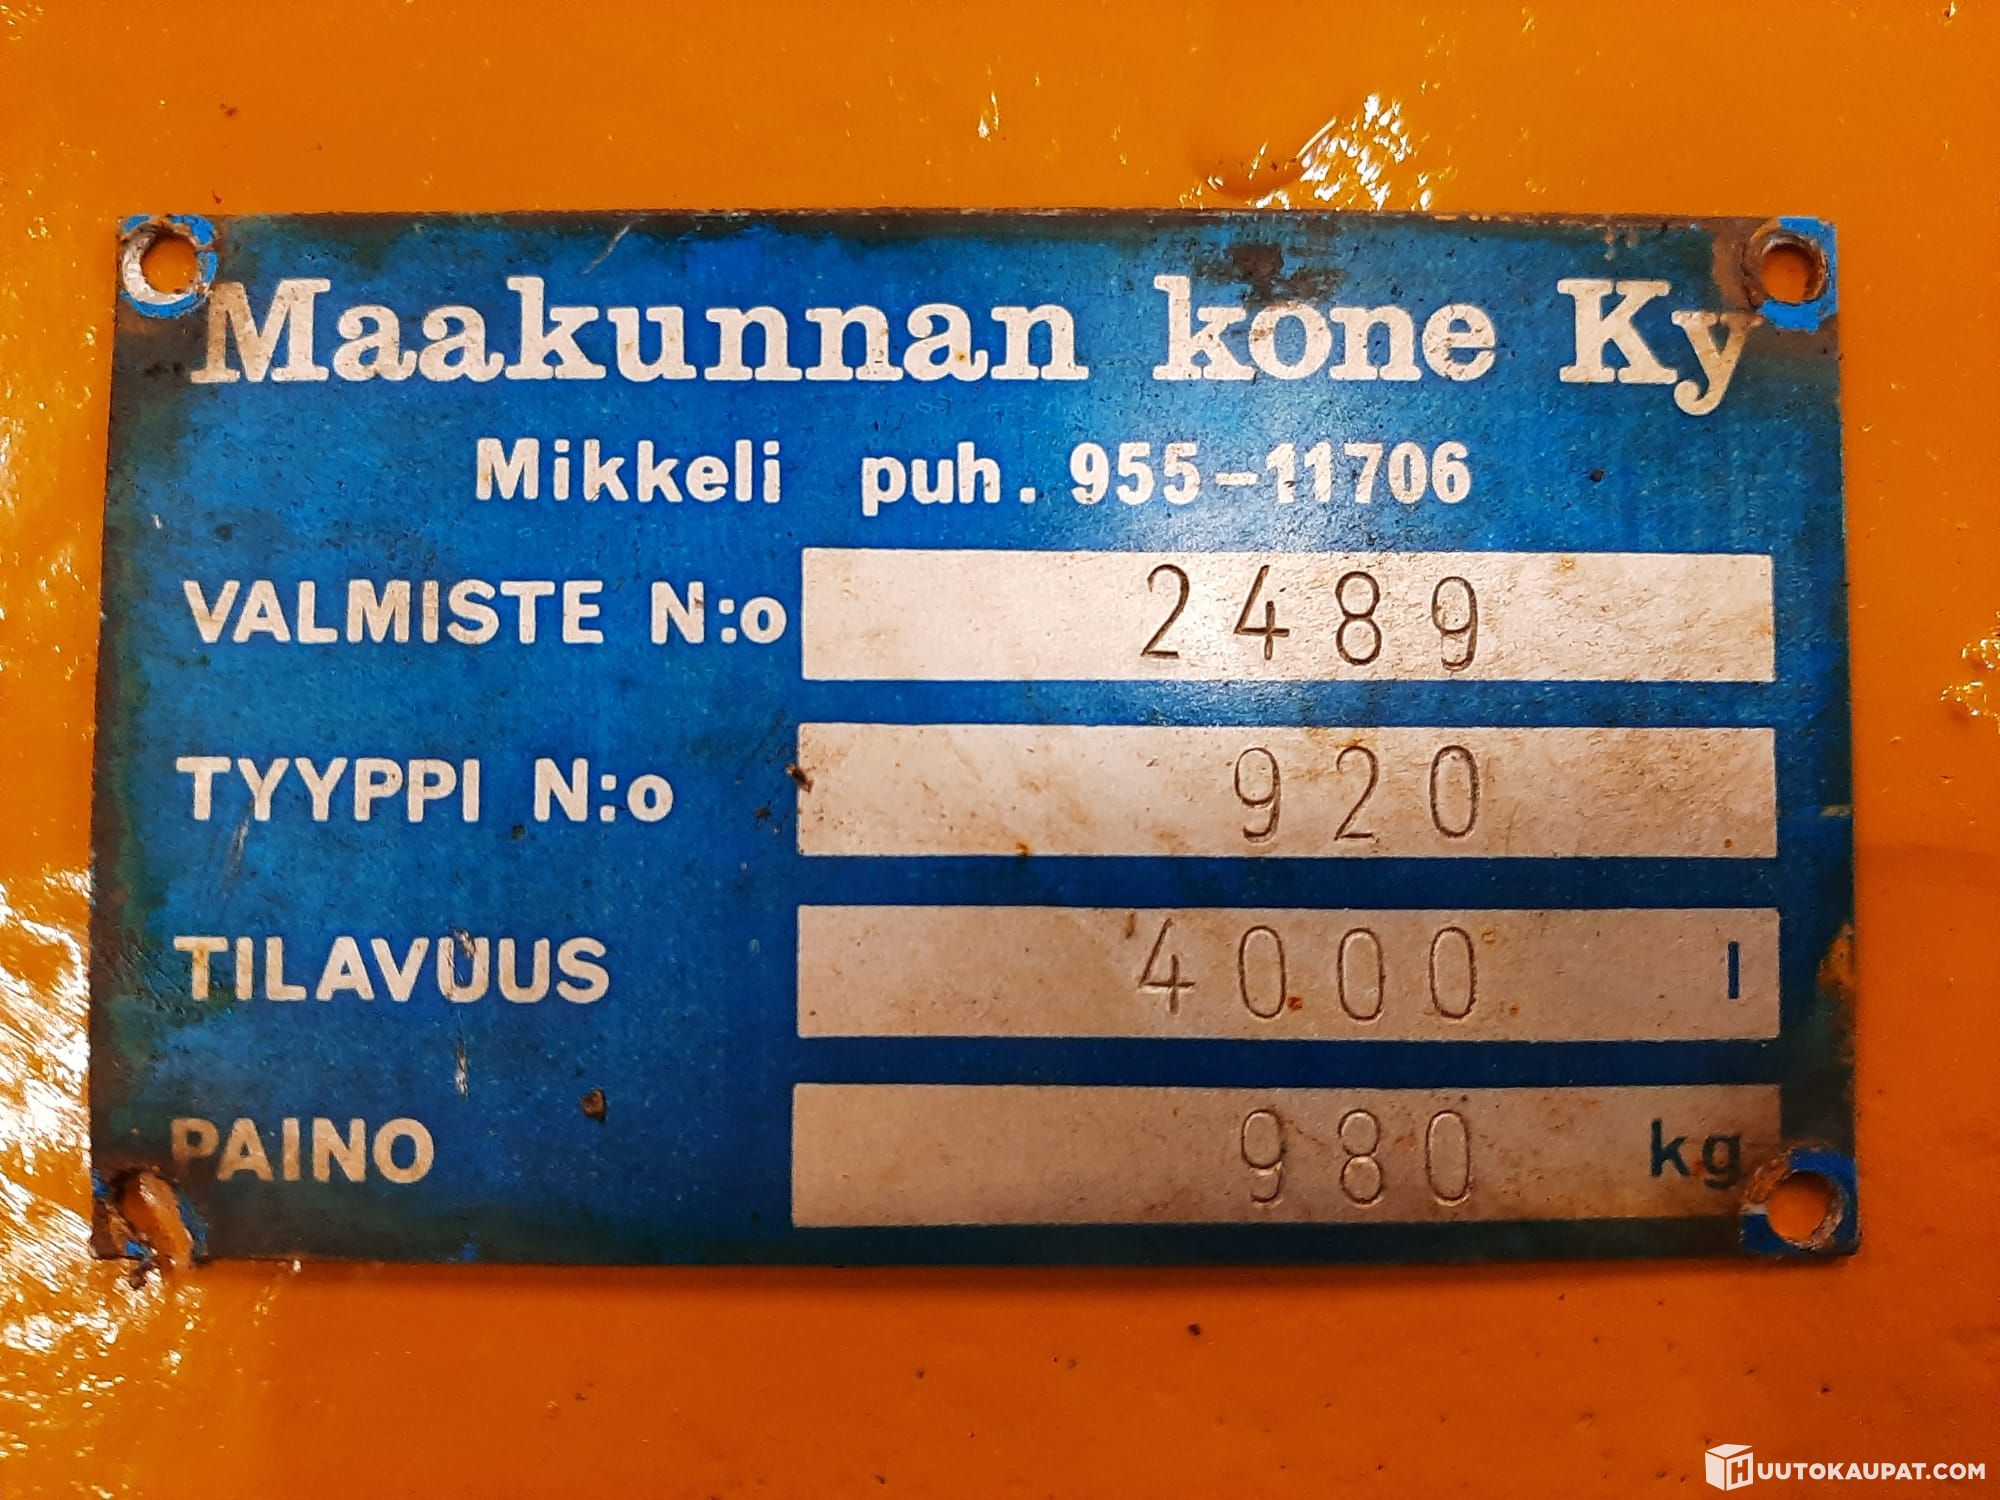 Maakunnan kone Ky
Mikkeli puh. 955-11706
VALMISTE N:o 2489
TYYPPI N:o 920
TILAVUUS 4000 l
PAINO 980 kg
HUUTOKAUPAT.COM